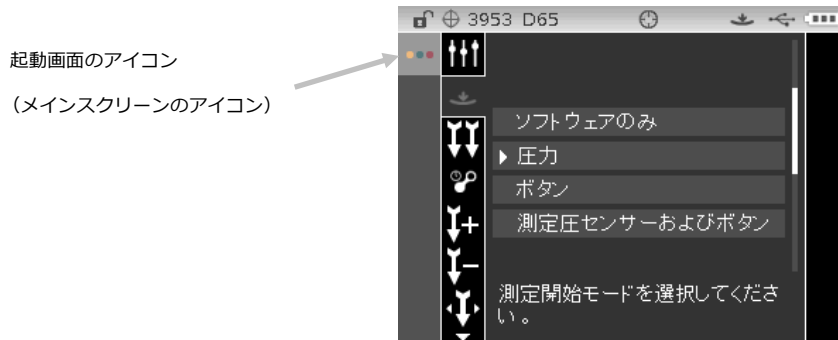 3953 D65
起動画面のアイコン
（メインスクリーンのアイコン）
ソフトウェアのみ
圧力
ボタン
測定圧センサーおよびボタン
測定開始モードを選択してくださ
い。